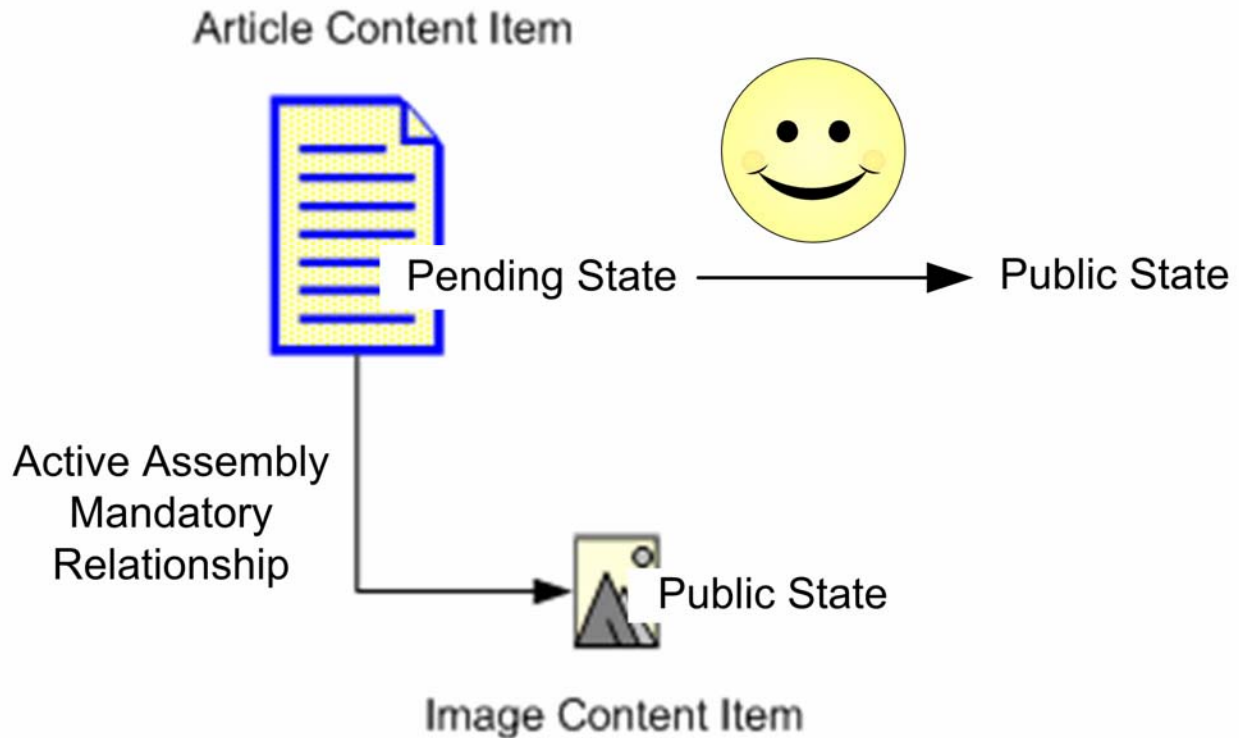 Article Content Item
Pending State
Public State
Active Assembly
Mandatory
Relationship
Public State
Image Content Item